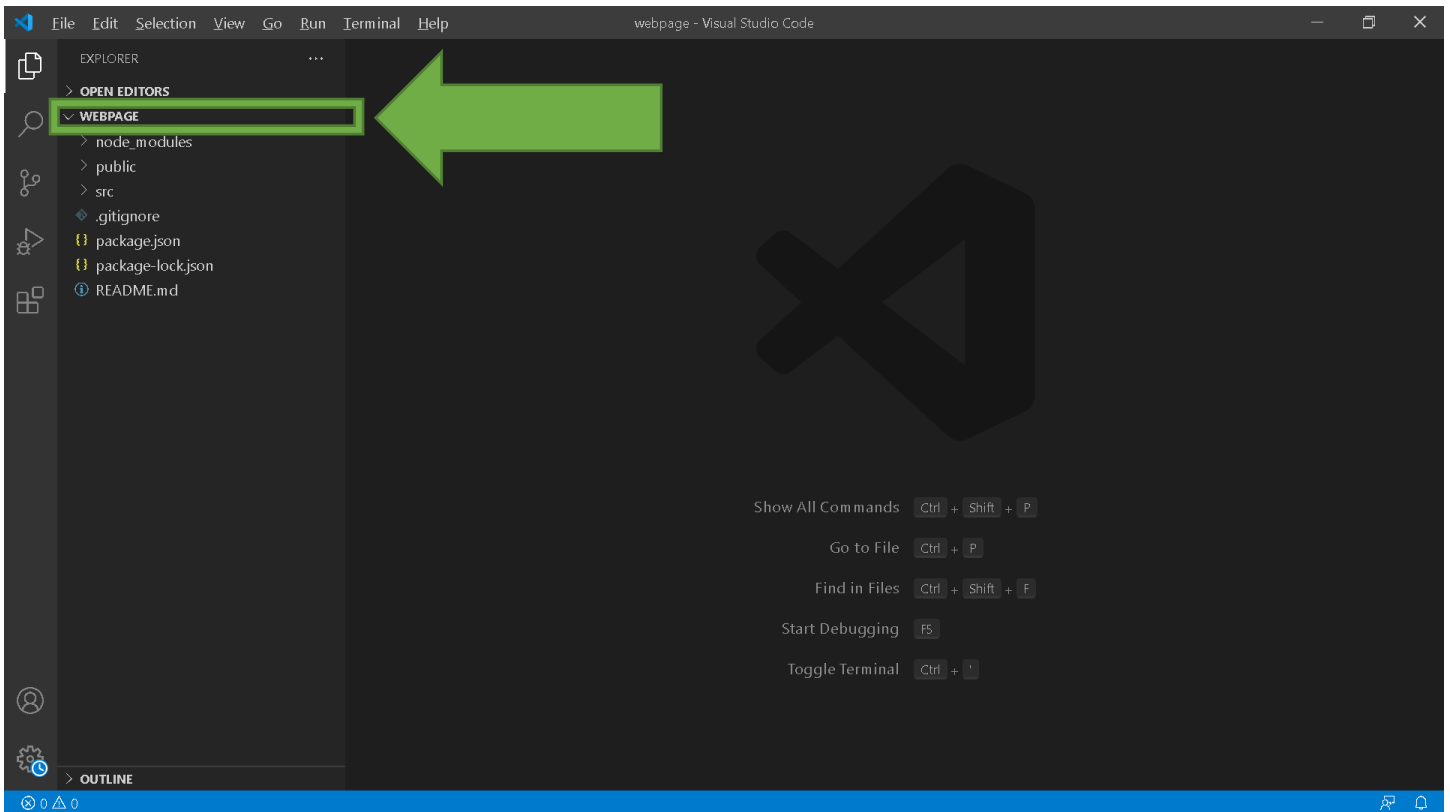 File Edit Selection View Go Run Terminal Help webpage - Visual Studio Code
EXPLORER
OPEN EDITORS
WEBPAGE
node_modules
public
src
.gitignore
package.json
package-lock.json
README.md
Show All Commands Ctrl + Shift + P
Go to File Ctrl + P
Find in Files Ctrl + Shift + F
Start Debugging F5
Toggle Terminal Ctrl + '
OUTLINE
0 0